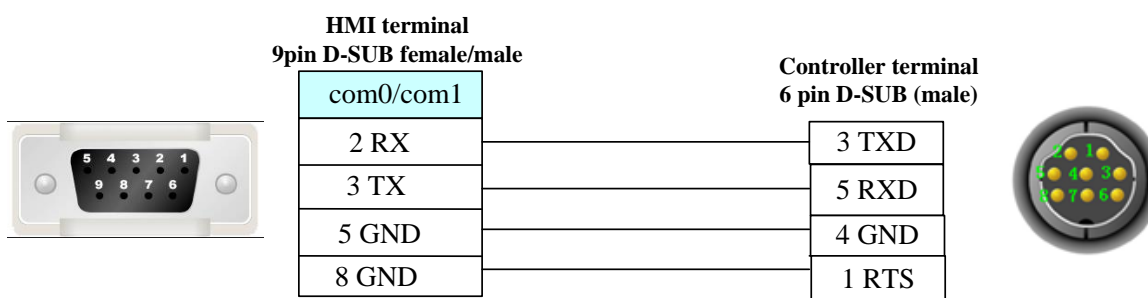 HMI terminal
9pin D-SUB female/male
com0/com1
2 RX
3 TX
5 GND
8 GND
Controller terminal
6 pin D-SUB (male)
3 TXD
5 RXD
4 GND
1 RTS
5 4 3 2 1
9 8 7 6
2 1
5 4 3
8 7 6